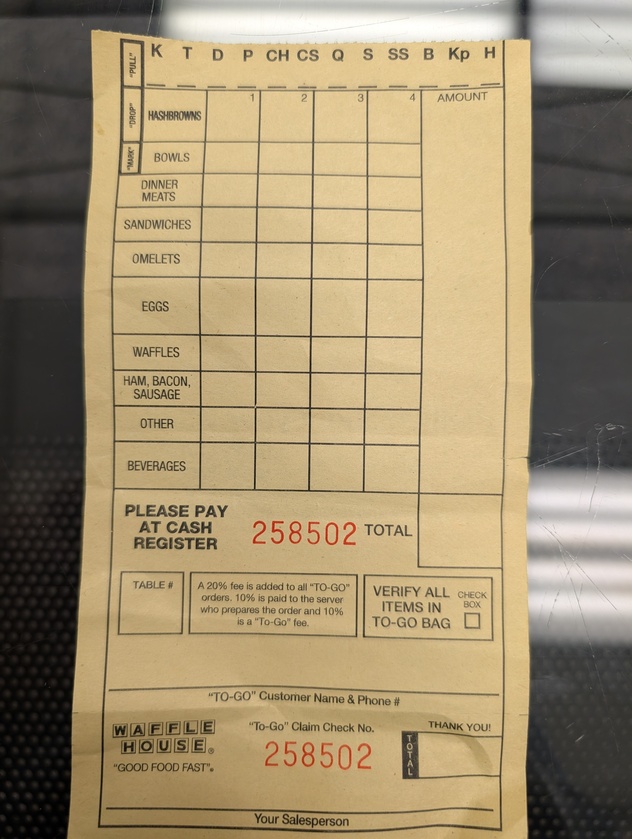 K T D P CH CS Q S SS B Kp H
"PULL"
1 2 3 4 AMOUNT
"DROP"
HASHBROWNS
"MARK"
BOWLS
DINNER
MEATS
SANDWICHES
OMELETS
EGGS
WAFFLES
HAM, BACON,
SAUSAGE
OTHER
BEVERAGES
PLEASE PAY
AT CASH
REGISTER
258502 TOTAL
TABLE #
A 20% fee is added to all "TO-GO"
orders. 10% is paid to the server
who prepares the order and 10%
is a "To-Go" fee.
VERIFY ALL
ITEMS IN
TO-GO BAG
CHECK
BOX
"TO-GO" Customer Name & Phone #
WAFFLE
HOUSE®
"GOOD FOOD FAST"®
"To-Go" Claim Check No.
258502
THANK YOU!
TOTAL
Your Salesperson